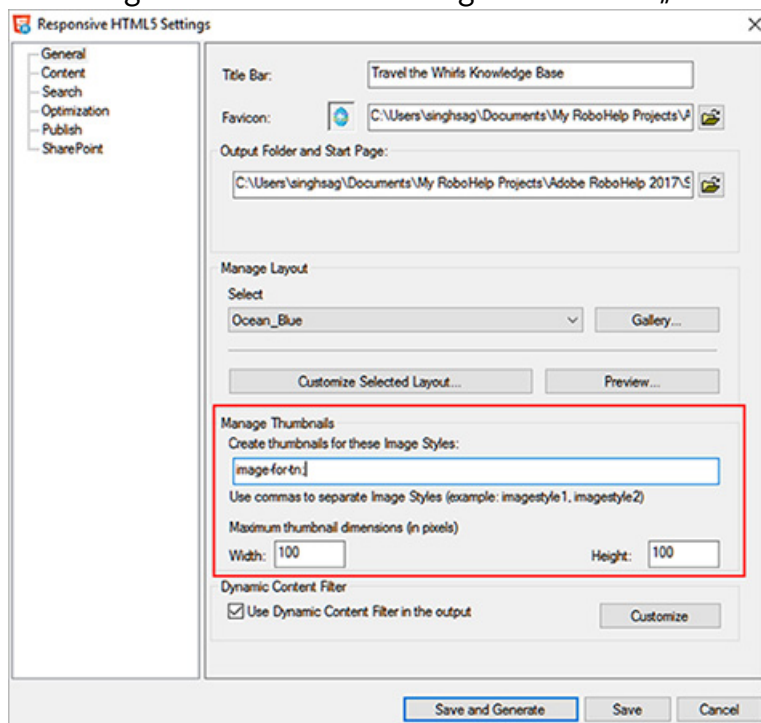 Responsive HTML5 Settings
General
Content
Search
Optimization
Publish
SharePoint
Title Bar:
Travel the Whirls Knowledge Base
Favicon:
C:\Users\singhsag\Documents\My RoboHelp Projects\A
Output Folder and Start Page:
C:\Users\singhsag\Documents\My RoboHelp Projects\Adobe RoboHelp 2017\S
Manage Layout
Select
Ocean_Blue
Gallery...
Customize Selected Layout...
Preview...
Manage Thumbnails
Create thumbnails for these Image Styles:
image-for-tn:
Use commas to separate Image Styles (example: imagestyle1, imagestyle2)
Maximum thumbnail dimensions (in pixels)
Width: 100 Height: 100
Dynamic Content Filter
Use Dynamic Content Filter in the output
Customize
Save and Generate Save Cancel